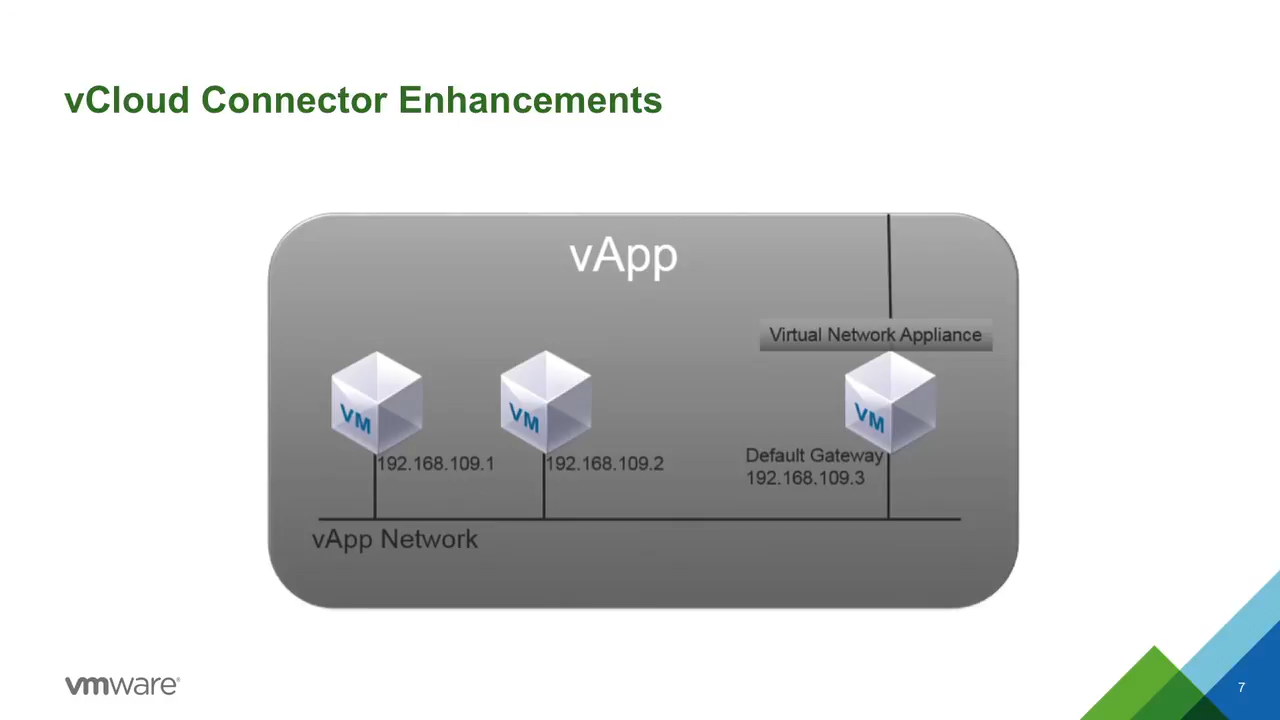 vCloud Connector Enhancements
vApp
Virtual Network Appliance
VM
VM
VM
192.168.109.1
192.168.109.2
Default Gateway
192.168.109.3
vApp Network
vmware®
7